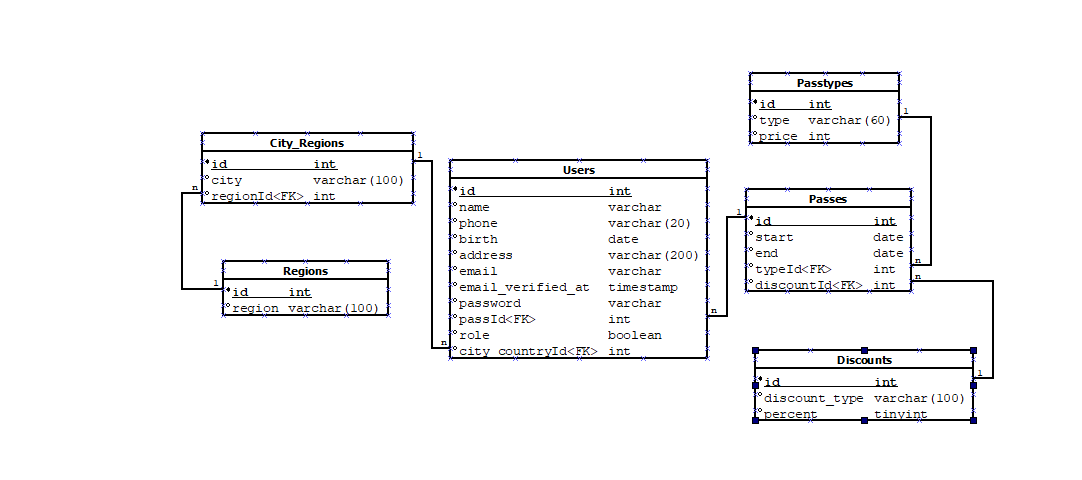 Passtypes
id int
type varchar(60)
price int
1
City_Regions
id int
city varchar(100)
regionId<FK> int
1
n
Users
id int
name varchar
phone varchar(20)
birth date
address varchar(200)
email varchar
email_verified_at timestamp
password varchar
passId<FK> int
role boolean
city_countryId<FK> int
n
n
Passes
id int
start date
end date
typeId<FK> int
discountId<FK> int
1
n
n
Regions
id int
region varchar(100)
1
Discounts
id int
discount_type varchar(100)
percent tinyint
1